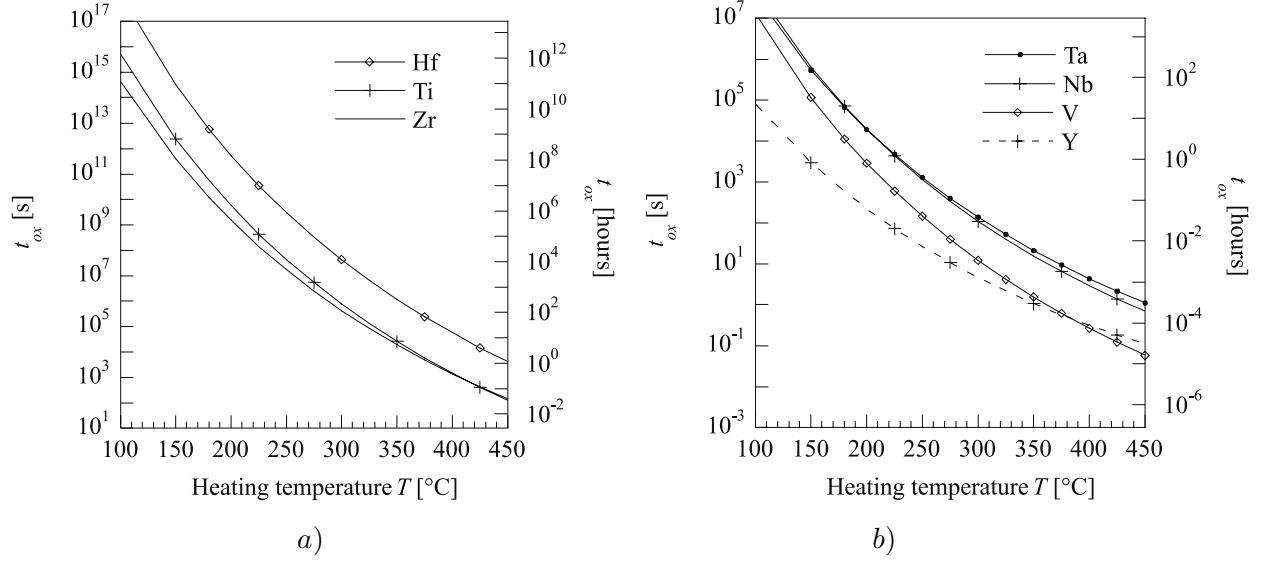 10^17
10^15
10^13
10^11
10^9
10^7
10^5
10^3
10^1
t_ox [s]
Hf
Ti
Zr
10^12
10^10
10^8
10^6
10^4
10^2
10^0
10^-2
t_ox [hours]
100 150 200 250 300 350 400 450
Heating temperature T [°C]
a)
10^7
10^5
10^3
10^1
10^-1
10^-3
t_ox [s]
Ta
Nb
V
Y
10^2
10^0
10^-2
10^-4
10^-6
t_ox [hours]
100 150 200 250 300 350 400 450
Heating temperature T [°C]
b)